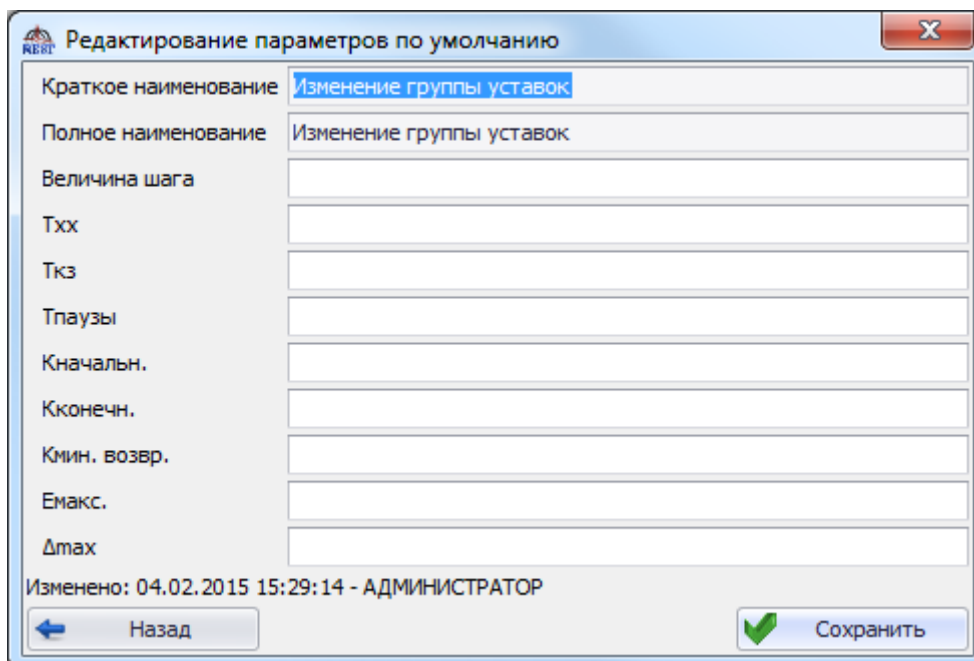 РЕТОМ Редактирование параметров по умолчанию
Краткое наименование Изменение группы уставок
Полное наименование Изменение группы уставок
Величина шага
Тхх
Ткз
Тпаузы
Кначальн.
Кконечн.
Кмин. возвр.
Емакс.
Δmax
Изменено: 04.02.2015 15:29:14 - АДМИНИСТРАТОР
Назад Сохранить